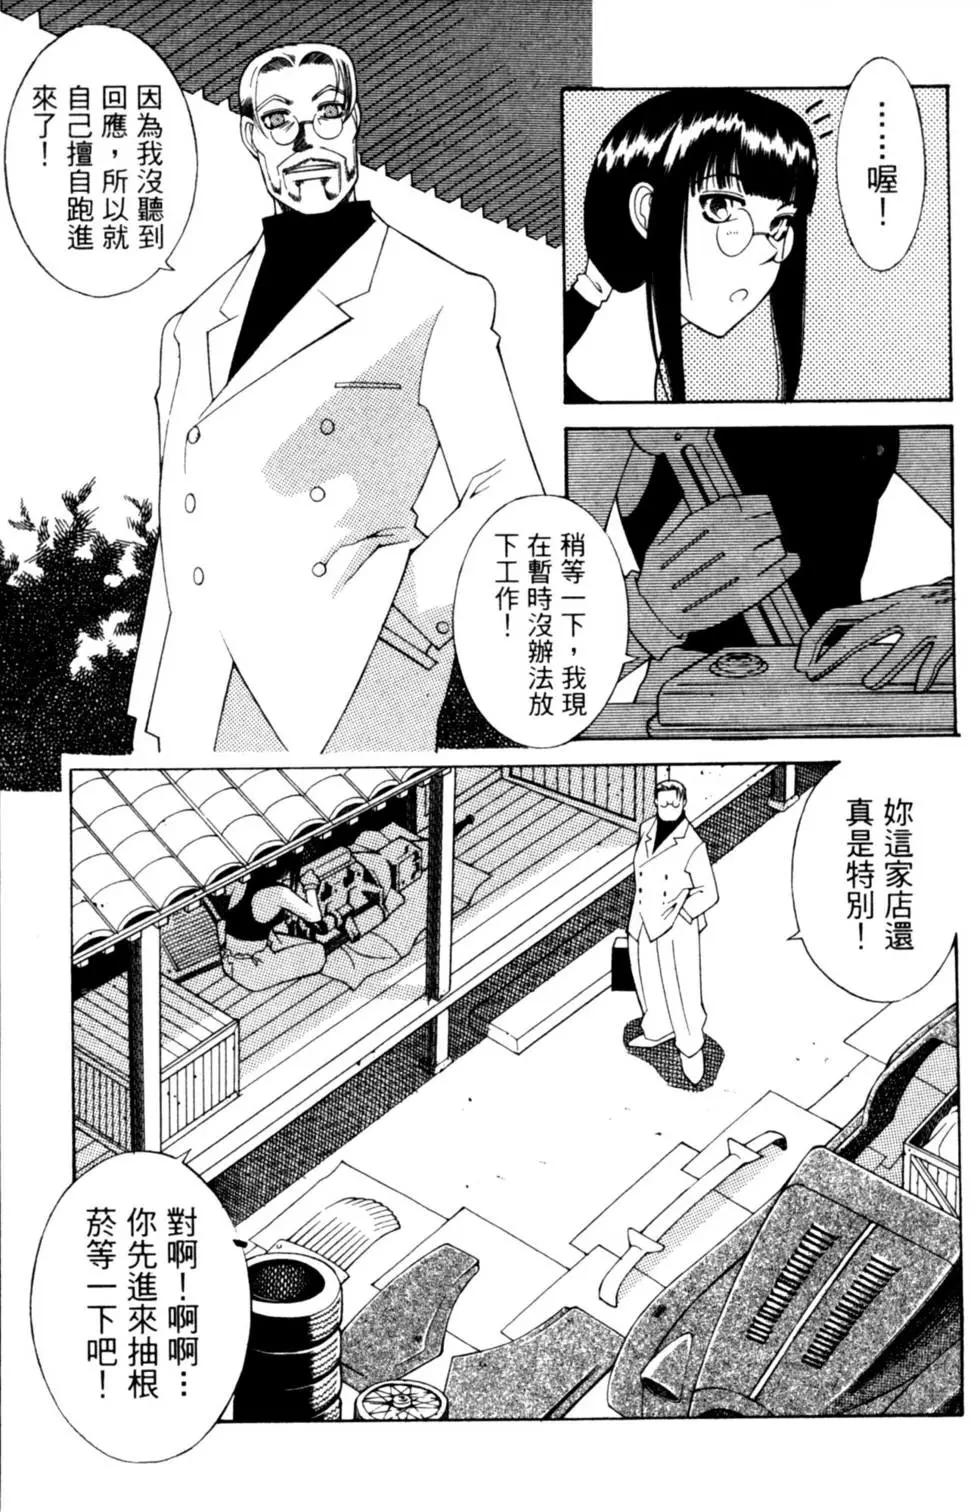 ……喔！
因為我沒聽到
回應，所以就
自己擅自跑進
來了！
稍等一下，我現
在暫時沒辦法放
下工作！
妳這家店還
真是特別！
對啊！啊啊…
你先進來抽根
菸等一下吧！